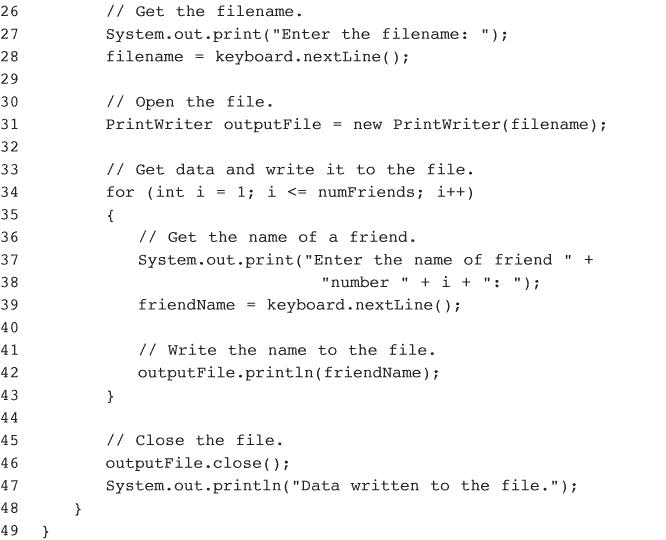 26 // Get the filename.
27 System.out.print("Enter the filename: ");
28 filename = keyboard.nextLine();
29
30 // Open the file.
31 PrintWriter outputFile = new PrintWriter(filename);
32
33 // Get data and write it to the file.
34 for (int i = 1; i <= numFriends; i++)
35 {
36 // Get the name of a friend.
37 System.out.print("Enter the name of friend " +
38 "number " + i + ": ");
39 friendName = keyboard.nextLine();
40
41 // Write the name to the file.
42 outputFile.println(friendName);
43 }
44
45 // Close the file.
46 outputFile.close();
47 System.out.println("Data written to the file.");
48 }
49 }